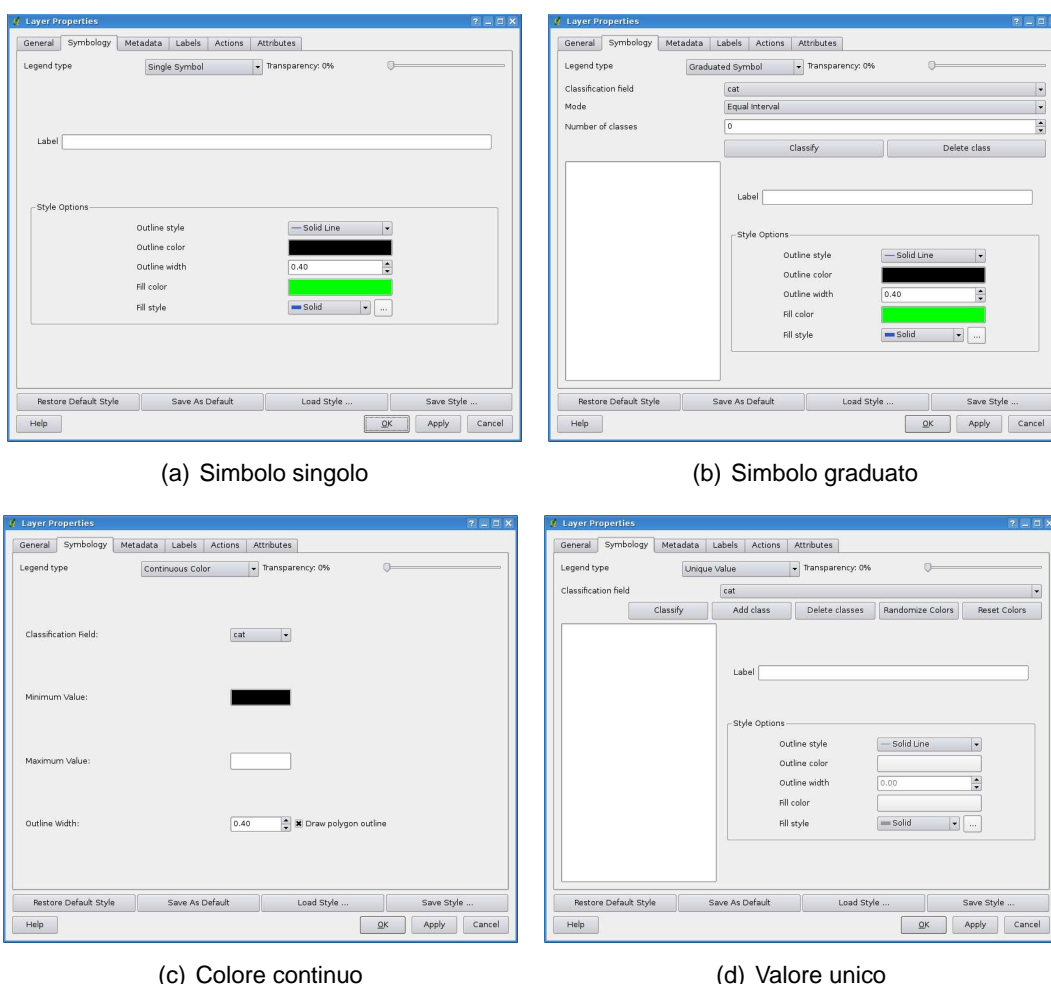 Layer Properties
General Symbology Metadata Labels Actions Attributes
Legend type Single Symbol Transparency: 0%
Label
Style Options
Outline style Solid Line
Outline color
Outline width 0.40
Fill color
Fill style Solid ...
Restore Default Style Save As Default Load Style ... Save Style ...
Help OK Apply Cancel
(a) Simbolo singolo
Layer Properties
General Symbology Metadata Labels Actions Attributes
Legend type Graduated Symbol Transparency: 0%
Classification field cat
Mode Equal Interval
Number of classes 0
Classify Delete class
Label
Style Options
Outline style Solid Line
Outline color
Outline width 0.40
Fill color
Fill style Solid ...
Restore Default Style Save As Default Load Style ... Save Style ...
Help OK Apply Cancel
(b) Simbolo graduato
Layer Properties
General Symbology Metadata Labels Actions Attributes
Legend type Continuous Color Transparency: 0%
Classification Field: cat
Minimum Value:
Maximum Value:
Outline Width: 0.40 Draw polygon outline
Restore Default Style Save As Default Load Style ... Save Style ...
Help OK Apply Cancel
(c) Colore continuo
Layer Properties
General Symbology Metadata Labels Actions Attributes
Legend type Unique Value Transparency: 0%
Classification field cat
Classify Add class Delete classes Randomize Colors Reset Colors
Label
Style Options
Outline style Solid Line
Outline color
Outline width 0.00
Fill color
Fill style Solid ...
Restore Default Style Save As Default Load Style ... Save Style ...
Help OK Apply Cancel
(d) Valore unico